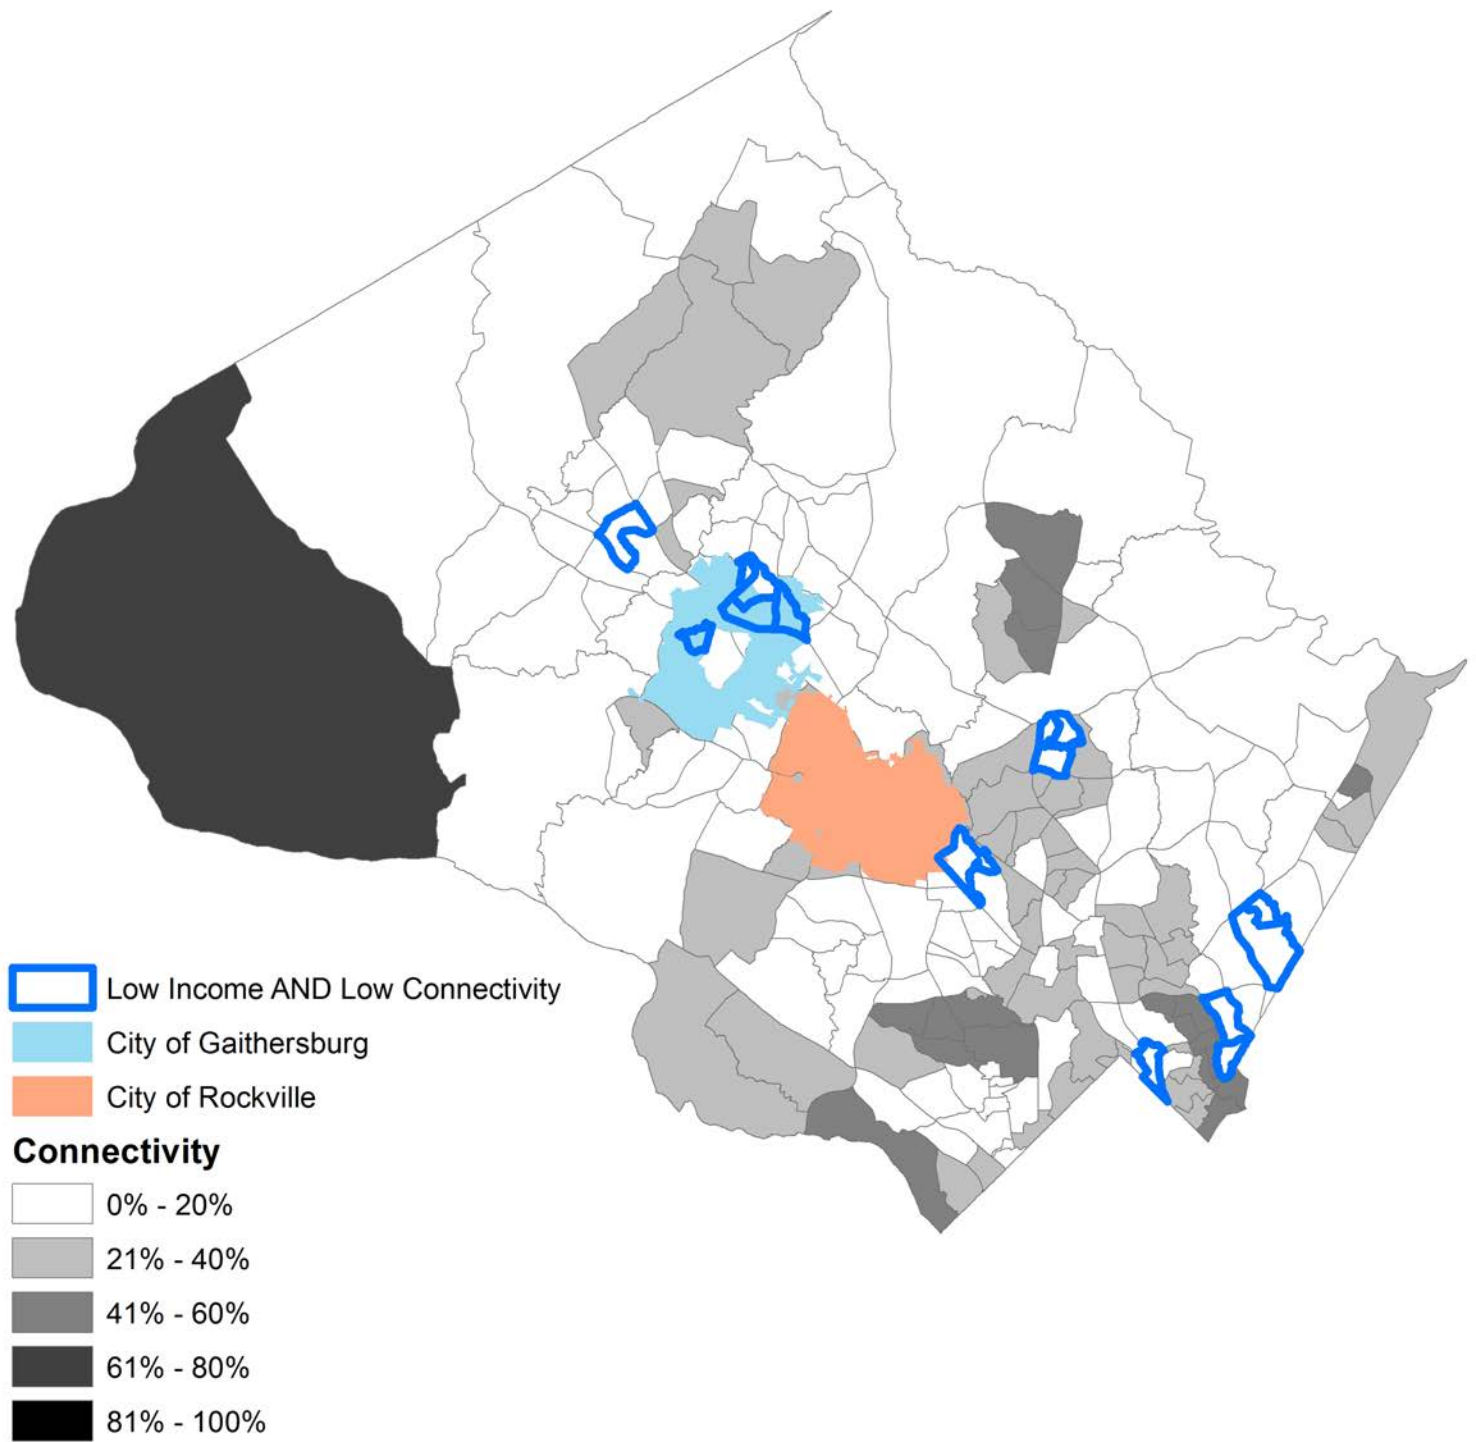 Low Income AND Low Connectivity
City of Gaithersburg
City of Rockville
Connectivity
0% - 20%
21% - 40%
41% - 60%
61% - 80%
81% - 100%